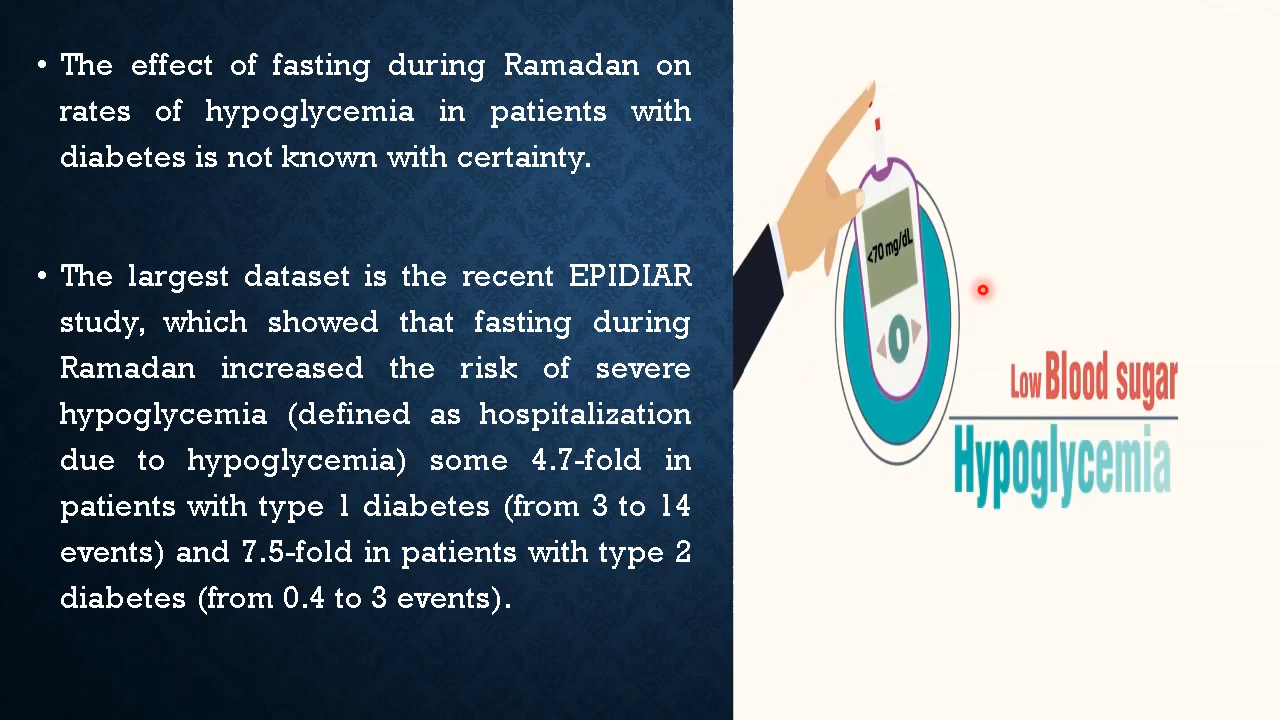 • The effect of fasting during Ramadan on
rates of hypoglycemia in patients with
diabetes is not known with certainty.
• The largest dataset is the recent EPIDIAR
study, which showed that fasting during
Ramadan increased the risk of severe
hypoglycemia (defined as hospitalization
due to hypoglycemia) some 4.7-fold in
patients with type 1 diabetes (from 3 to 14
events) and 7.5-fold in patients with type 2
diabetes (from 0.4 to 3 events).
<70 mg/dL
Low Blood sugar
Hypoglycemia